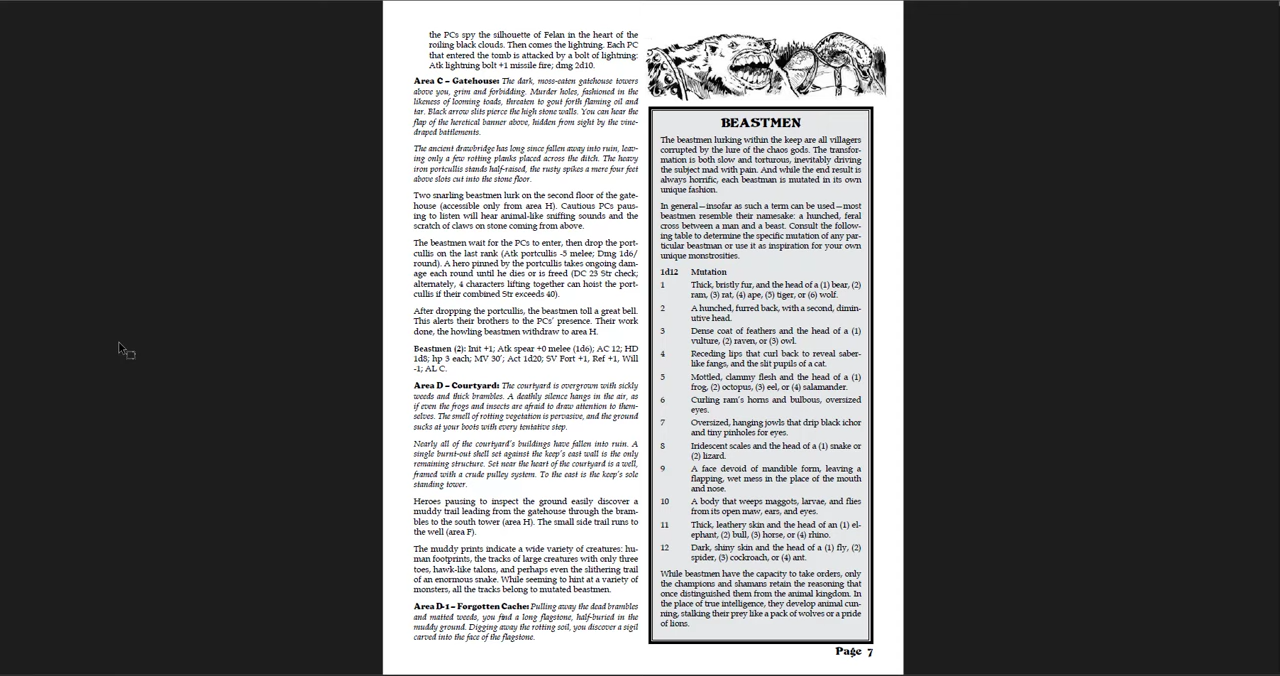 the PCs spy the silhouette of Felan in the heart of the
roiling black clouds. Then comes the lightning. Each PC
that entered the tomb is attacked by a bolt of lightning:
Atk lightning bolt +1 missile fire; dmg 2d10.
Area C – Gatehouse: The dark, moss-eaten gatehouse towers
above you, grim and forbidding. Murder holes, fashioned in the
likeness of looming toads, threaten to gout forth flaming oil and
tar. Black arrow slits pierce the high stone walls. You can hear the
flap of the heretical banner above, hidden from sight by the vine-
draped battlements.
The ancient drawbridge has long since fallen away into ruin, leav-
ing only a few rotting planks placed across the ditch. The heavy
iron portcullis stands half-raised, the rusty spikes a mere four feet
above slots cut into the stone floor.
Two snarling beastmen lurk on the second floor of the gate-
house (accessible only from area H). Cautious PCs paus-
ing to listen will hear animal-like sniffing sounds and the
scratch of claws on stone coming from above.
The beastmen wait for the PCs to enter, then drop the port-
cullis on the last rank (Atk portcullis -5 melee; Dmg 1d6/
round). A hero pinned by the portcullis takes ongoing dam-
age each round until he dies or is freed (DC 23 Str check;
alternately, 4 characters lifting together can hoist the port-
cullis if their combined Str exceeds 40).
After dropping the portcullis, the beastmen toll a great bell.
This alerts their brothers to the PCs' presence. Their work
done, the howling beastmen withdraw to area H.
Beastmen (2): Init +1; Atk spear +0 melee (1d6); AC 12; HD
1d8; hp 3 each; MV 30'; Act 1d20; SV Fort +1, Ref +1, Will
-1; AL C.
Area D – Courtyard: The courtyard is overgrown with sickly
weeds and thick brambles. A deathly silence hangs in the air, as
if even the frogs and insects are afraid to draw attention to them-
selves. The smell of rotting vegetation is pervasive, and the ground
sucks at your boots with every tentative step.
Nearly all of the courtyard's buildings have fallen into ruin. A
single burnt-out shell set against the keep's east wall is the only
remaining structure. Set near the heart of the courtyard is a well,
framed with a crude pulley system. To the east is the keep's sole
standing tower.
Heroes pausing to inspect the ground easily discover a
muddy trail leading from the gatehouse through the bram-
bles to the south tower (area H). The small side trail runs to
the well (area F).
The muddy prints indicate a wide variety of creatures: hu-
man footprints, the tracks of large creatures with only three
toes, hawk-like talons, and perhaps even the slithering trail
of an enormous snake. While seeming to hint at a variety of
monsters, all the tracks belong to mutated beastmen.
Area D-1 – Forgotten Cache: Pulling away the dead brambles
and matted weeds, you find a long flagstone, half-buried in the
muddy ground. Digging away the rotting soil, you discover a sigil
carved into the face of the flagstone.
BEASTMEN
The beastmen lurking within the keep are all villagers
corrupted by the lure of the chaos gods. The transfor-
mation is both slow and torturous, inevitably driving
the subject mad with pain. And while the end result is
always horrific, each beastman is mutated in its own
unique fashion.
In general—insofar as such a term can be used—most
beastmen resemble their namesake: a hunched, feral
cross between a man and a beast. Consult the follow-
ing table to determine the specific mutation of any par-
ticular beastman or use it as inspiration for your own
unique monstrosities.
1d12 Mutation
1 Thick, bristly fur, and the head of a (1) bear, (2)
ram, (3) rat, (4) ape, (5) tiger, or (6) wolf.
2 A hunched, furred back, with a second, dimin-
utive head.
3 Dense coat of feathers and the head of a (1)
vulture, (2) raven, or (3) owl.
4 Receding lips that curl back to reveal saber-
like fangs, and the slit pupils of a cat.
5 Mottled, clammy flesh and the head of a (1)
frog, (2) octopus, (3) eel, or (4) salamander.
6 Curling ram's horns and bulbous, oversized
eyes.
7 Oversized, hanging jowls that drip black ichor
and tiny pinholes for eyes.
8 Iridescent scales and the head of a (1) snake or
(2) lizard.
9 A face devoid of mandible form, leaving a
flapping, wet mess in the place of the mouth
and nose.
10 A body that weeps maggots, larvae, and flies
from its open maw, ears, and eyes.
11 Thick, leathery skin and the head of an (1) el-
ephant, (2) bull, (3) horse, or (4) rhino.
12 Dark, shiny skin and the head of a (1) fly, (2)
spider, (3) cockroach, or (4) ant.
While beastmen have the capacity to take orders, only
the champions and shamans retain the reasoning that
once distinguished them from the animal kingdom. In
the place of true intelligence, they develop animal cun-
ning, stalking their prey like a pack of wolves or a pride
of lions.
Page 7